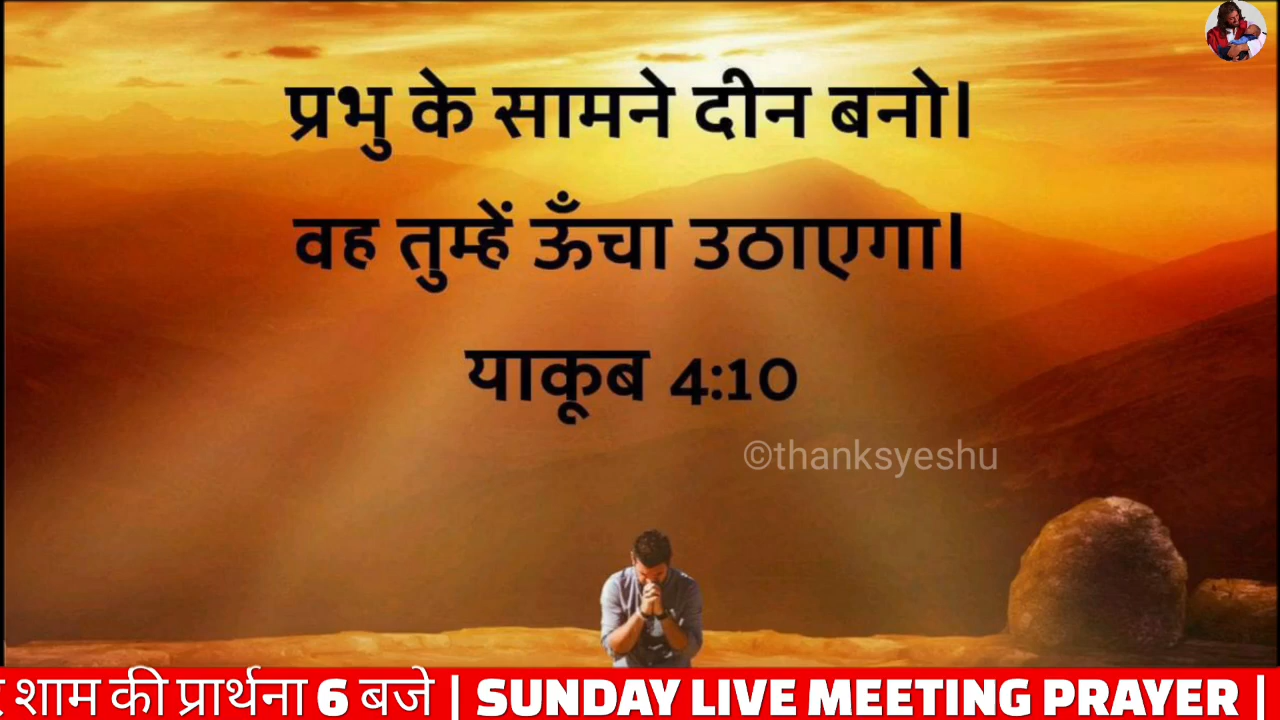 प्रभु के सामने दीन बनो।
वह तुम्हें ऊँचा उठाएगा।
याकूब 4:10
©thanksyeshu
शाम की प्रार्थना 6 बजे | SUNDAY LIVE MEETING PRAYER |